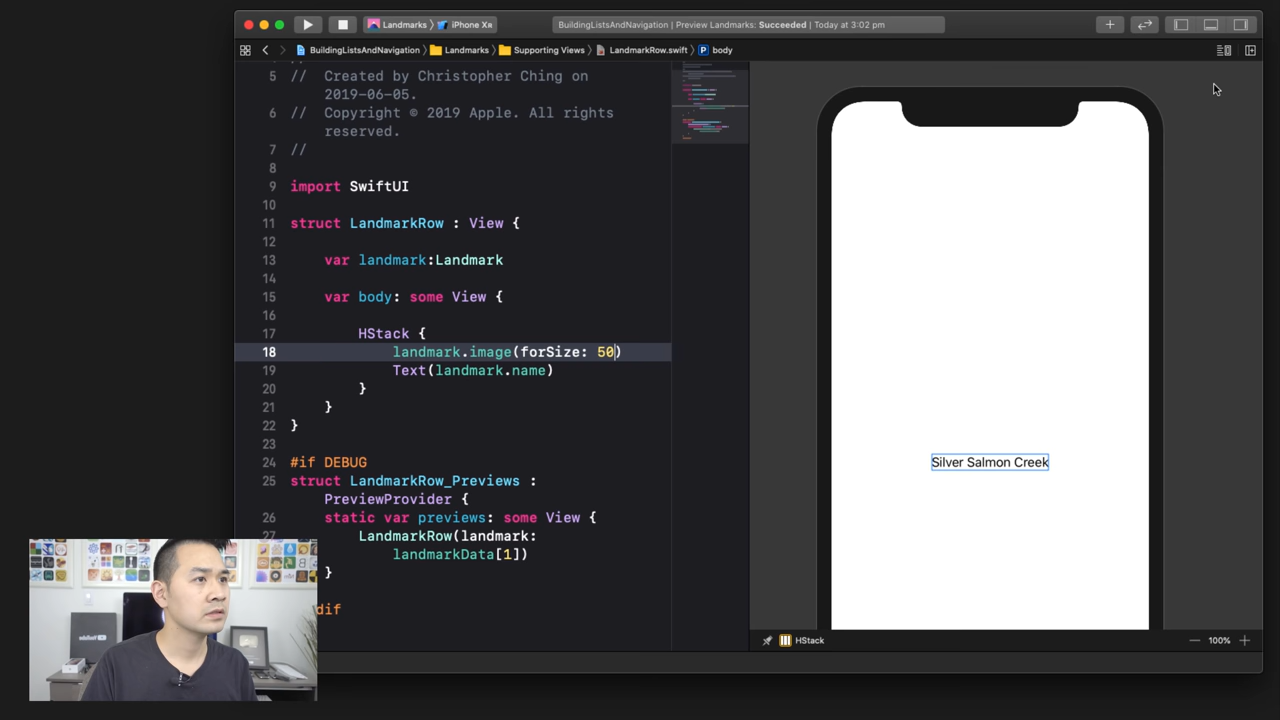 Landmarks 〉 iPhone Xʀ
BuildingListsAndNavigation | Preview Landmarks: Succeeded | Today at 3:02 pm
BuildingListsAndNavigation 〉 Landmarks 〉 Supporting Views 〉 LandmarkRow.swift 〉 P body
5 // Created by Christopher Ching on
2019-06-05.
6 // Copyright © 2019 Apple. All rights
reserved.
7 //
8
9 import SwiftUI
10
11 struct LandmarkRow : View {
12
13 var landmark:Landmark
14
15 var body: some View {
16
17 HStack {
18 landmark.image(forSize: 50)
19 Text(landmark.name)
20 }
21 }
22 }
23
24 #if DEBUG
25 struct LandmarkRow_Previews :
PreviewProvider {
26 static var previews: some View {
27 LandmarkRow(landmark:
landmarkData[1])
}
dif
Silver Salmon Creek
HStack
100%
YouTube